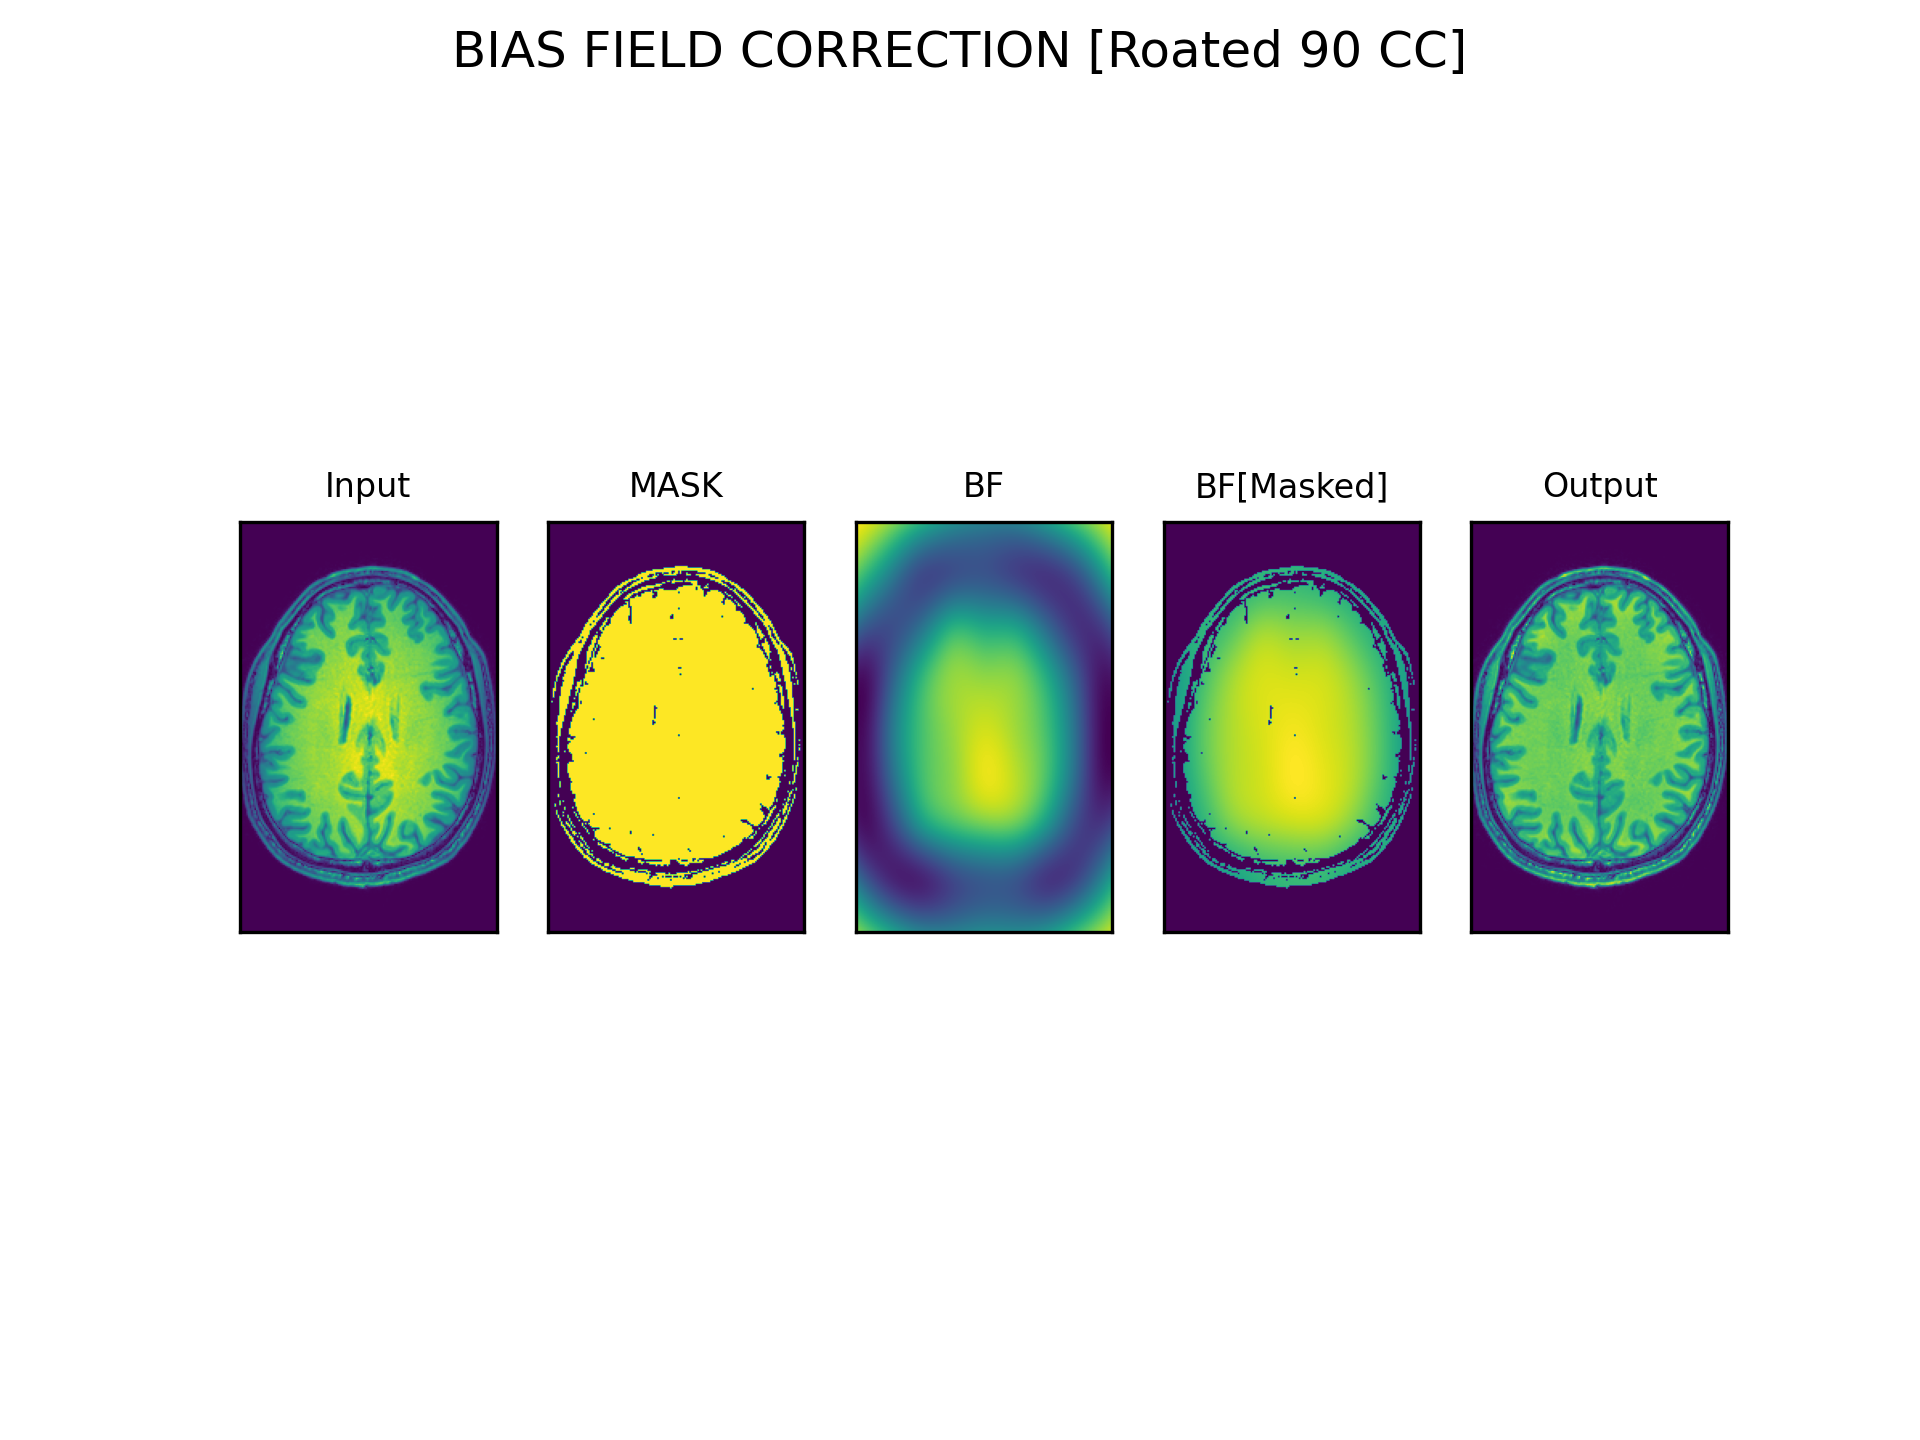 BIAS FIELD CORRECTION [Roated 90 CC]
Input
MASK
BF
BF[Masked]
Output